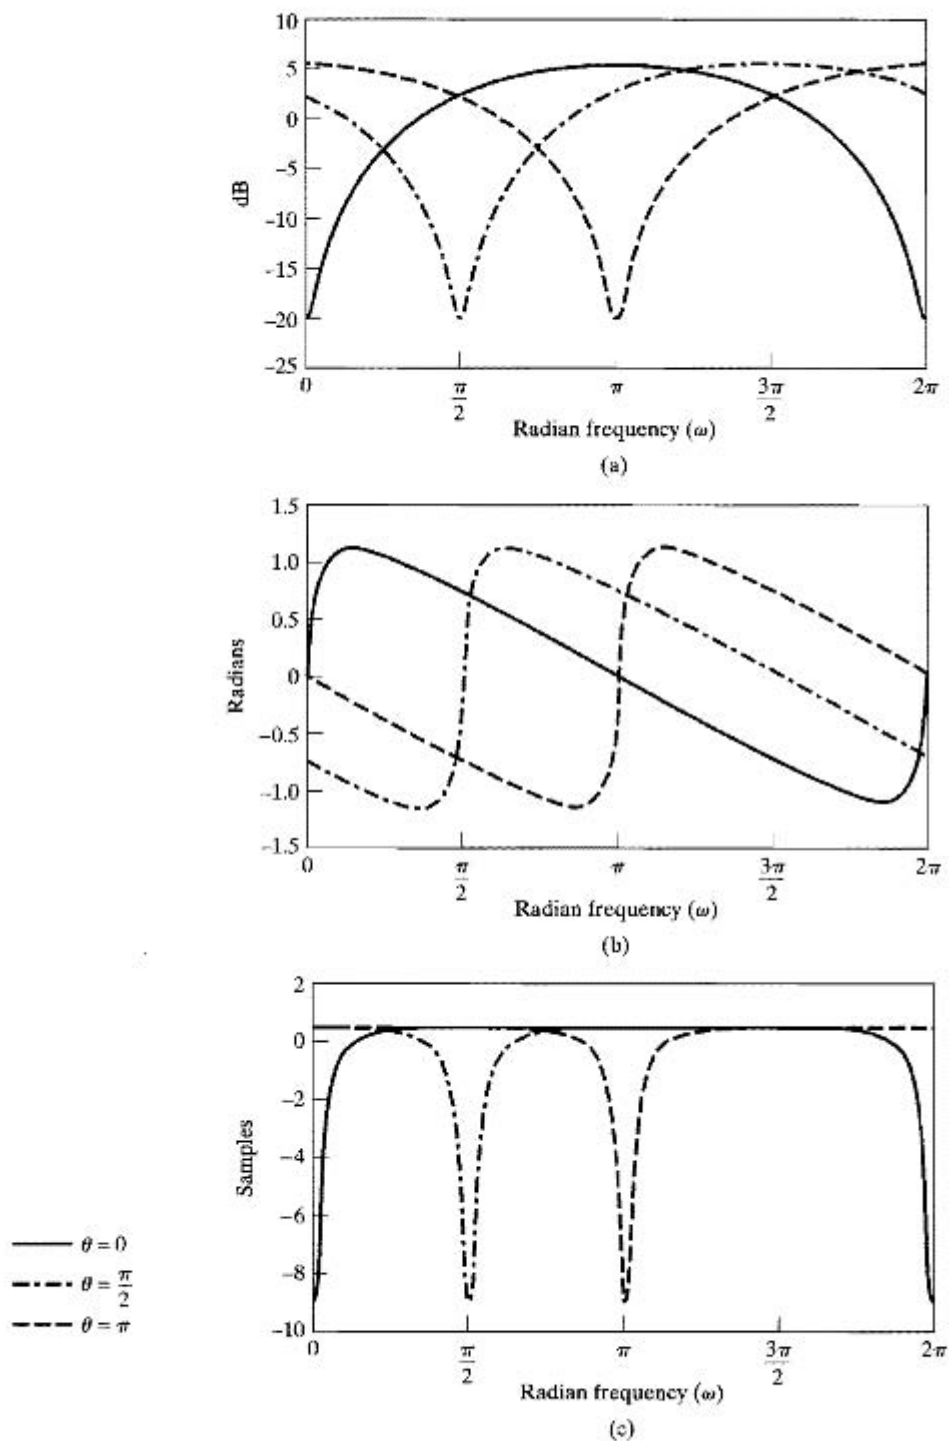 10
5
0
−5
−10
−15
−20
−25
dB
0
π/2
π
3π/2
2π
Radian frequency (ω)
(a)
1.5
1.0
0.5
0
−0.5
−1.0
−1.5
Radians
0
π/2
π
3π/2
2π
Radian frequency (ω)
(b)
2
0
−2
−4
−6
−8
−10
Samples
0
π/2
π
3π/2
2π
Radian frequency (ω)
(c)
θ = 0
θ = π/2
θ = π